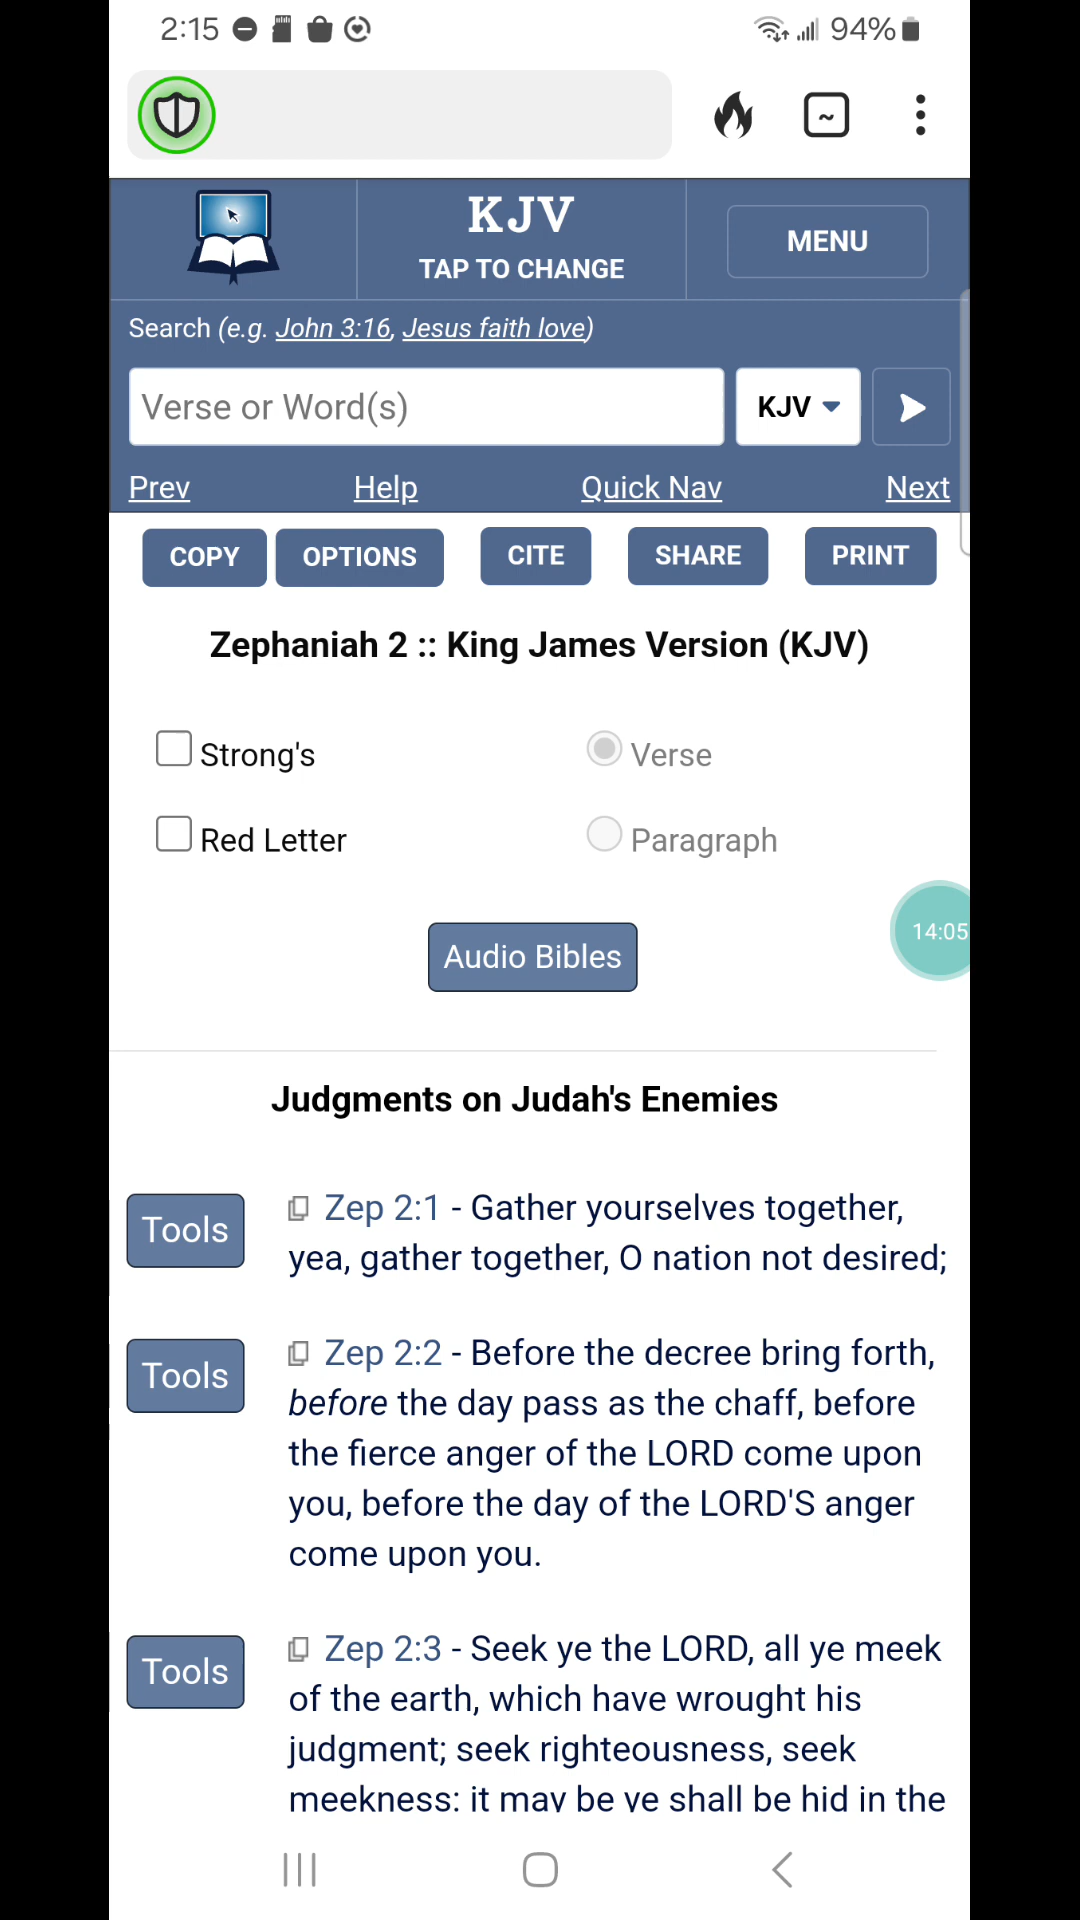 2:15
94%
~
KJV
TAP TO CHANGE
MENU
Search (e.g. John 3:16, Jesus faith love)
Verse or Word(s)
KJV
Prev Help Quick Nav Next
COPY OPTIONS CITE SHARE PRINT
Zephaniah 2 :: King James Version (KJV)
Strong's Verse
Red Letter Paragraph
14:05
Audio Bibles
Judgments on Judah's Enemies
Tools
Zep 2:1 - Gather yourselves together,
yea, gather together, O nation not desired;
Tools
Zep 2:2 - Before the decree bring forth,
before the day pass as the chaff, before
the fierce anger of the LORD come upon
you, before the day of the LORD'S anger
come upon you.
Tools
Zep 2:3 - Seek ye the LORD, all ye meek
of the earth, which have wrought his
judgment; seek righteousness, seek
meekness: it may be ye shall be hid in the